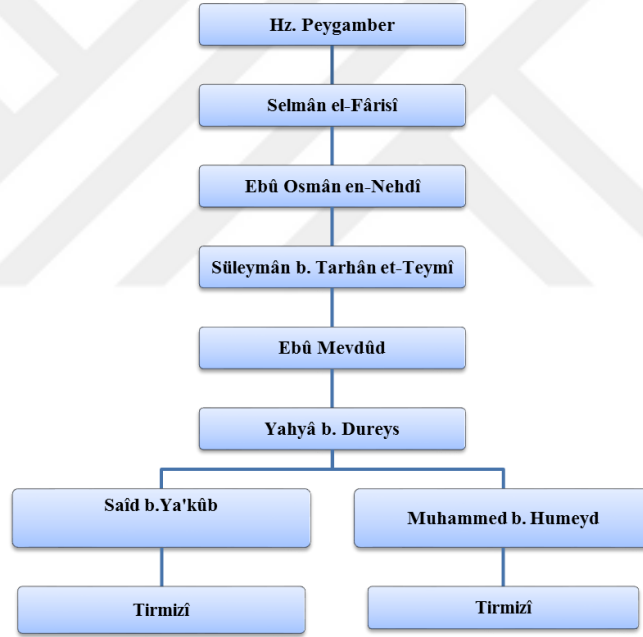 Hz. Peygamber
Selmân el-Fârisî
Ebû Osmân en-Nehdî
Süleymân b. Tarhân et-Teymî
Ebû Mevdûd
Yahyâ b. Dureys
Saîd b.Ya'kûb
Muhammed b. Humeyd
Tirmizî
Tirmizî